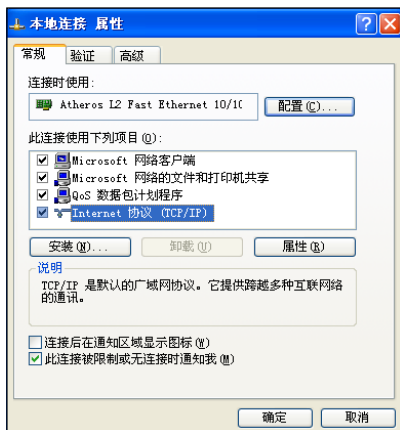 本地连接 属性
常规 验证 高级
连接时使用:
Atheros L2 Fast Ethernet 10/10
配置(C)...
此连接使用下列项目(O):
Microsoft 网络客户端
Microsoft 网络的文件和打印机共享
QoS 数据包计划程序
Internet 协议 (TCP/IP)
安装(N)... 卸载(U) 属性(R)
说明
TCP/IP 是默认的广域网协议。它提供跨越多种互联网络
的通讯。
连接后在通知区域显示图标(W)
此连接被限制或无连接时通知我(M)
确定 取消